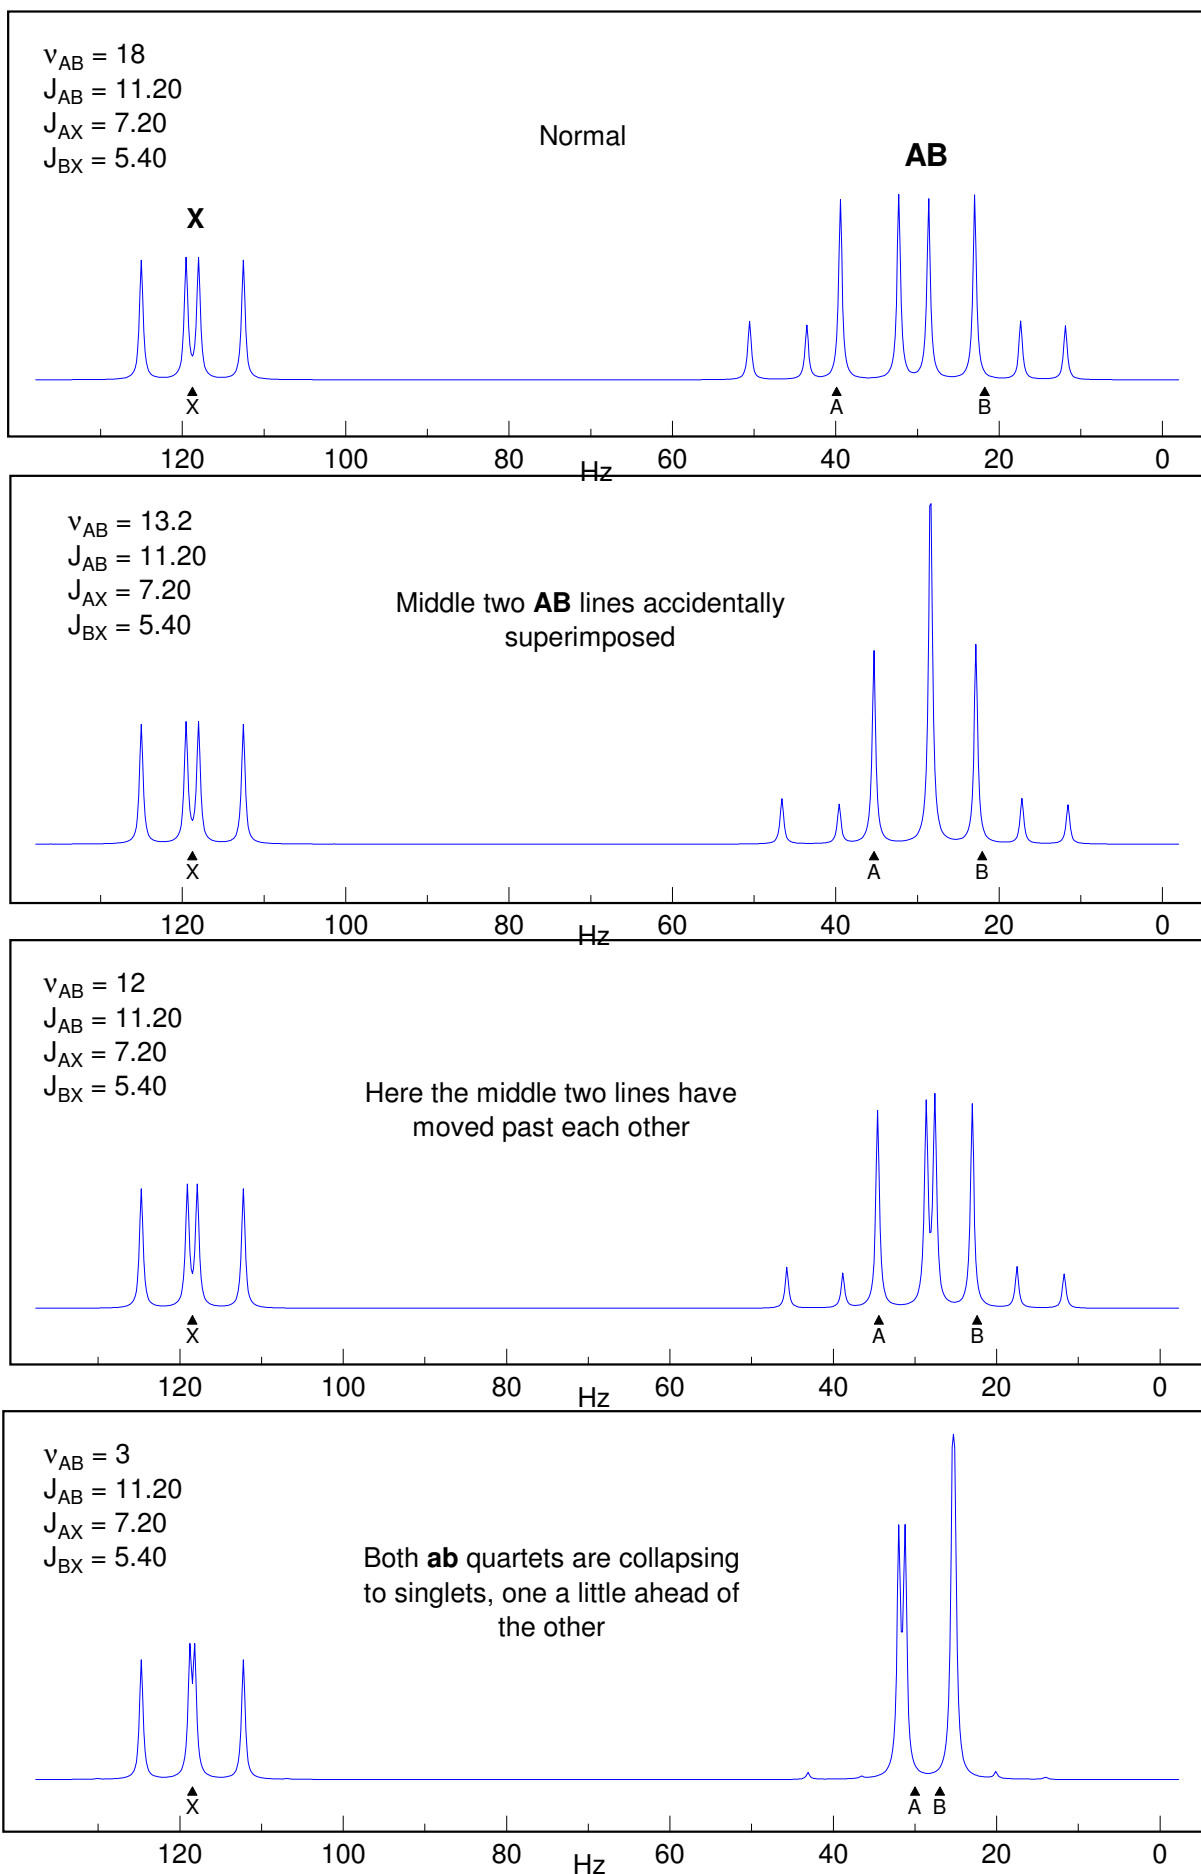 νAB = 18
JAB = 11.20
JAX = 7.20
JBX = 5.40
Normal
AB
X
X A B
120 100 80 60 40 20 0
Hz
νAB = 13.2
JAB = 11.20
JAX = 7.20
JBX = 5.40
Middle two AB lines accidentally
superimposed
X A B
120 100 80 60 40 20 0
Hz
νAB = 12
JAB = 11.20
JAX = 7.20
JBX = 5.40
Here the middle two lines have
moved past each other
X A B
120 100 80 60 40 20 0
Hz
νAB = 3
JAB = 11.20
JAX = 7.20
JBX = 5.40
Both ab quartets are collapsing
to singlets, one a little ahead of
the other
X A B
120 100 80 60 40 20 0
Hz